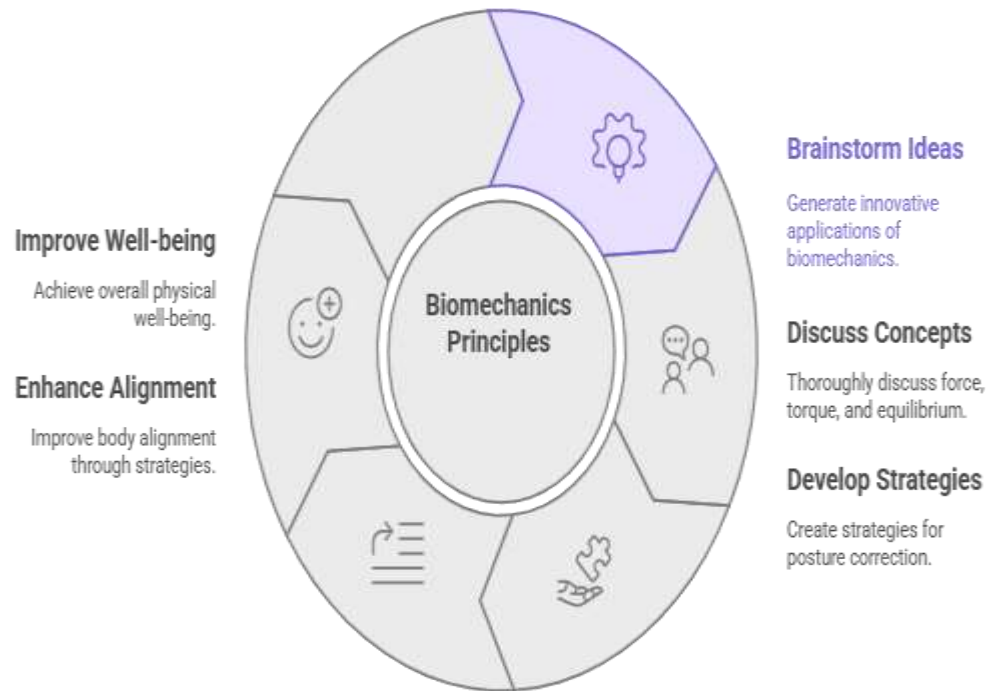 Brainstorm Ideas
Generate innovative
applications of
biomechanics.
Improve Well-being
Achieve overall physical
well-being.
Biomechanics
Principles
Discuss Concepts
Thoroughly discuss force,
torque, and equilibrium.
Enhance Alignment
Improve body alignment
through strategies.
Develop Strategies
Create strategies for
posture correction.